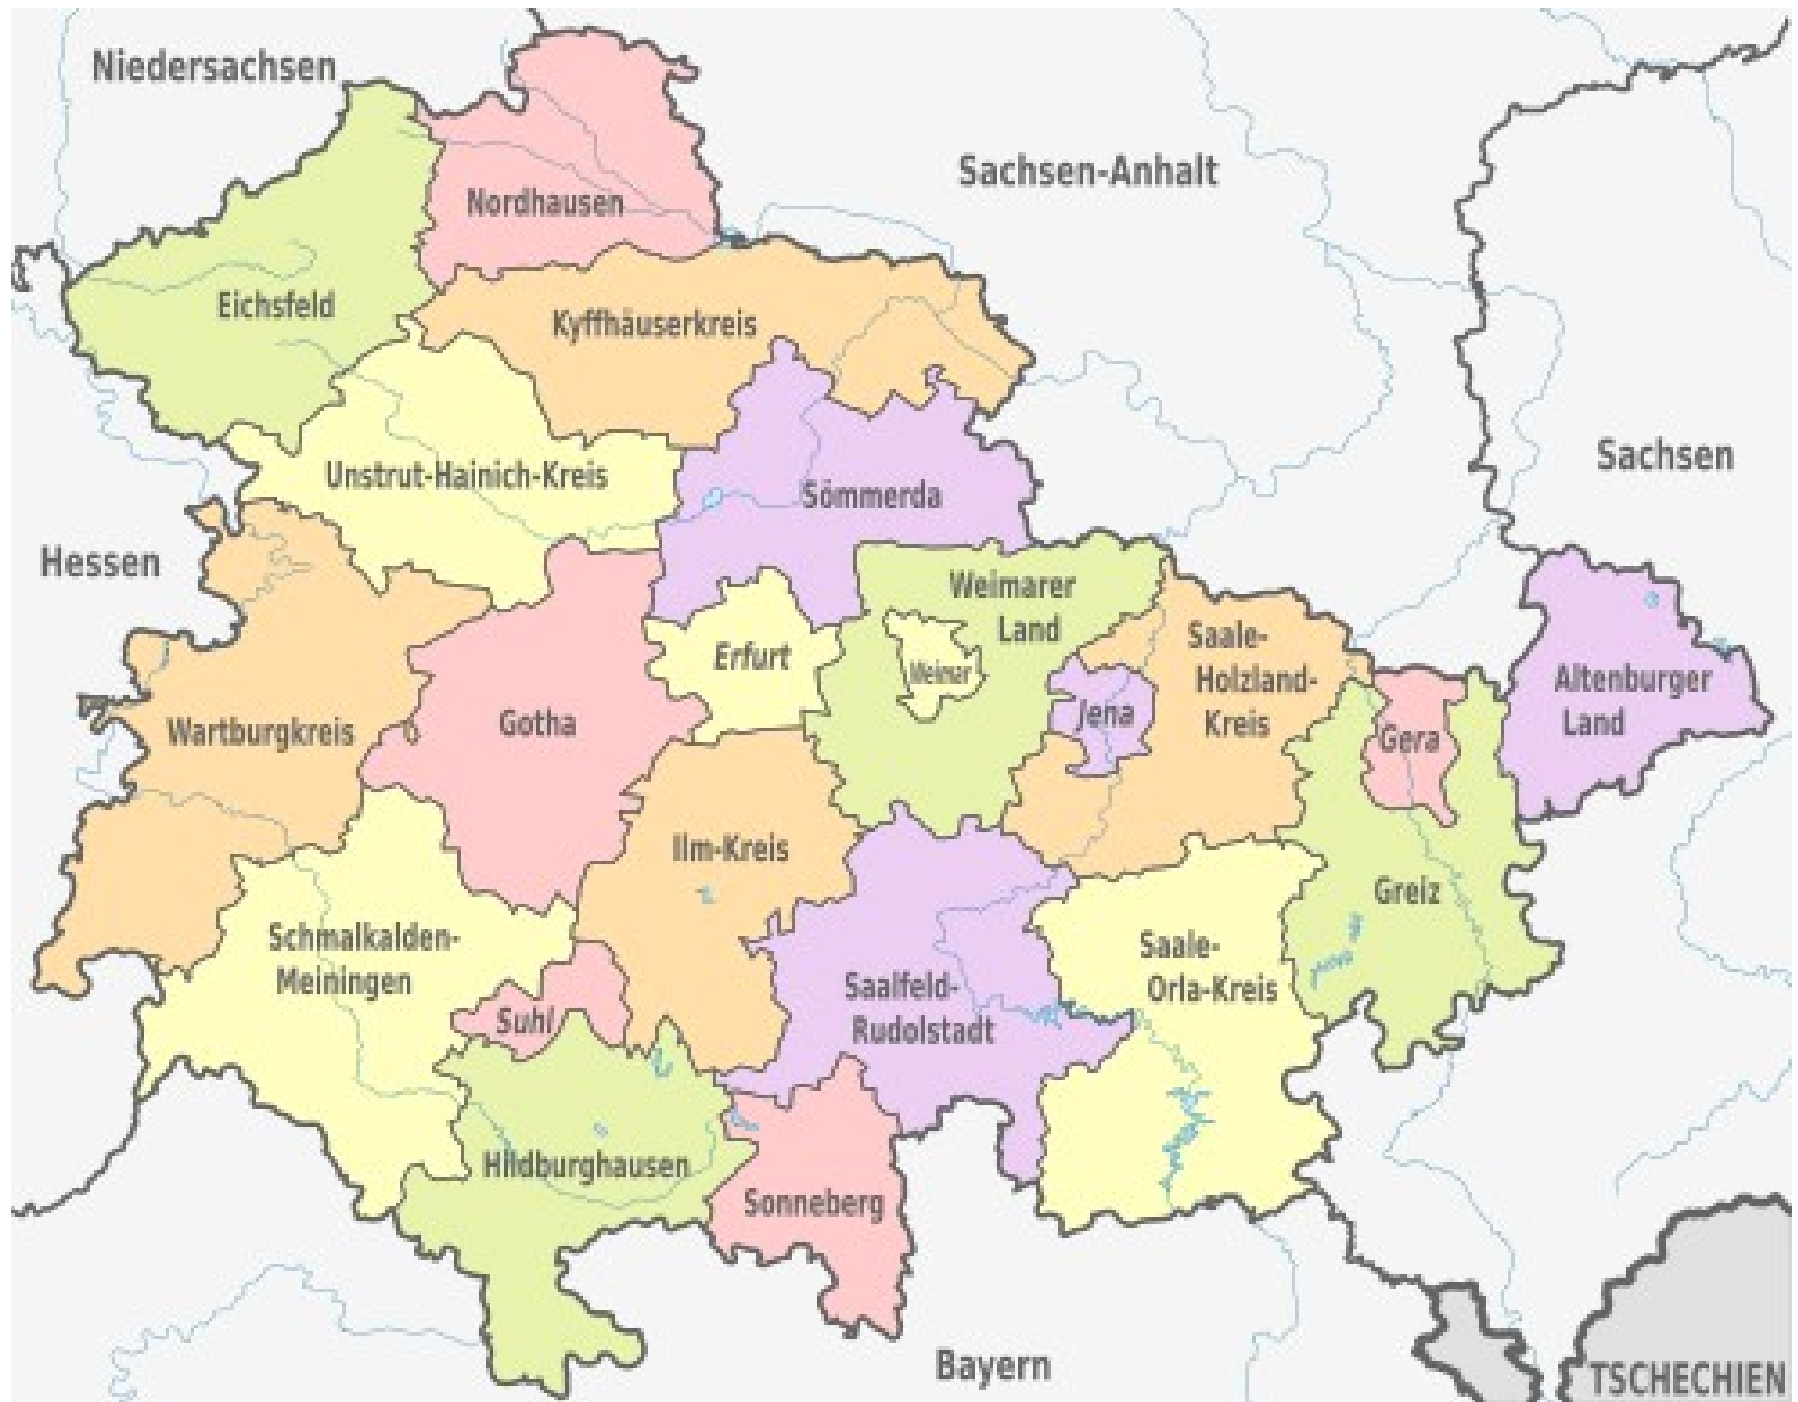 Niedersachsen
Sachsen-Anhalt
Nordhausen
Eichsfeld
Kyffhäuserkreis
Sachsen
Unstrut-Hainich-Kreis
Sömmerda
Hessen
Weimarer
Land
Saale-
Holzland-
Kreis
Erfurt
Weimar
Altenburger
Land
Jena
Gera
Wartburgkreis
Gotha
Ilm-Kreis
Greiz
Schmalkalden-
Meiningen
Saale-
Orla-Kreis
Saalfeld-
Rudolstadt
Suhl
Hildburghausen
Sonneberg
Bayern
TSCHECHIEN